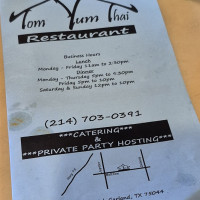 Tom Yum Thai
Restaurant
Business Hours
Lunch
Monday - Friday 11am to 2:30pm
Dinner
Monday - Thursday 5pm to 9:30pm
Friday 5pm to 10pm
Saturday & Sunday 12pm to 10pm
(214) 703-0391
***CATERING***
&
***PRIVATE PARTY HOSTING***
Garland, TX 75044